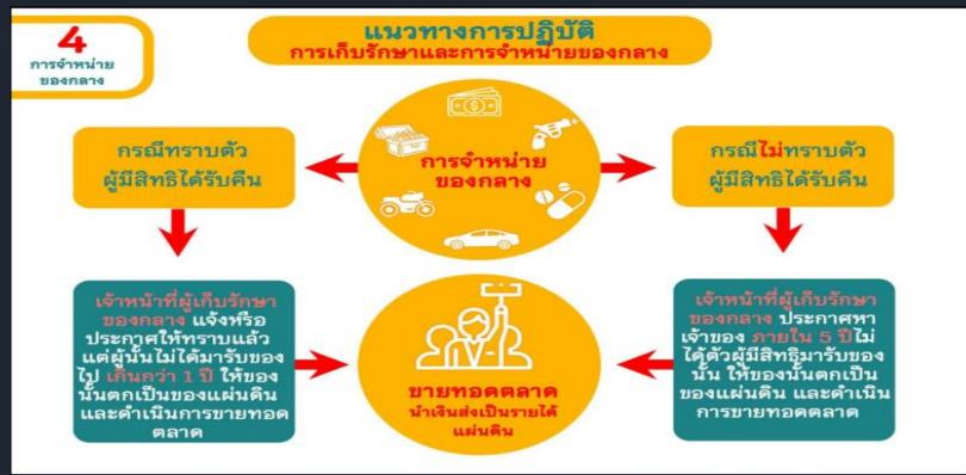 4
การจำหน่าย
ของกลาง
แนวทางการปฏิบัติ
การเก็บรักษาและการจำหน่ายของกลาง
กรณีทราบตัว
ผู้มีสิทธิได้รับคืน
การจำหน่าย
ของกลาง
กรณีไม่ทราบตัว
ผู้มีสิทธิได้รับคืน
เจ้าหน้าที่ผู้เก็บรักษา
ของกลาง แจ้งหรือ
ประกาศให้ทราบแล้ว
แต่ผู้นั้นไม่ได้มารับของ
ไป เกินกว่า 1 ปี ให้ของ
นั้นตกเป็นของแผ่นดิน
และดำเนินการขายทอด
ตลาด
ขายทอดตลาด
นำเงินส่งเป็นรายได้
แผ่นดิน
เจ้าหน้าที่ผู้เก็บรักษา
ของกลาง ประกาศหา
เจ้าของ ภายใน 5 ปีไม่
ได้ตัวผู้มีสิทธิมารับของ
นั้น ให้ของนั้นตกเป็น
ของแผ่นดิน และดำเนิน
การขายทอดตลาด